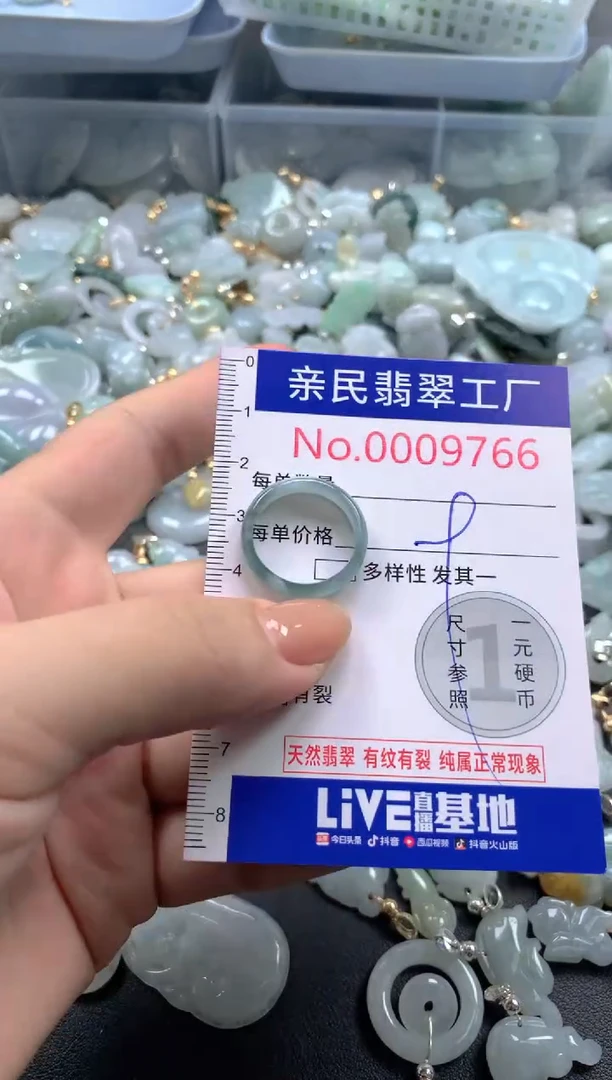 0
亲民翡翠工厂
1
No.0009766
2
每单数量
3
每单价格
4
多样性 发其一
尺寸参照
1
一元硬币
有裂
7
天然翡翠 有纹有裂 纯属正常现象
8
LiVE直播基地
今日头条 抖音 西瓜视频 抖音火山版